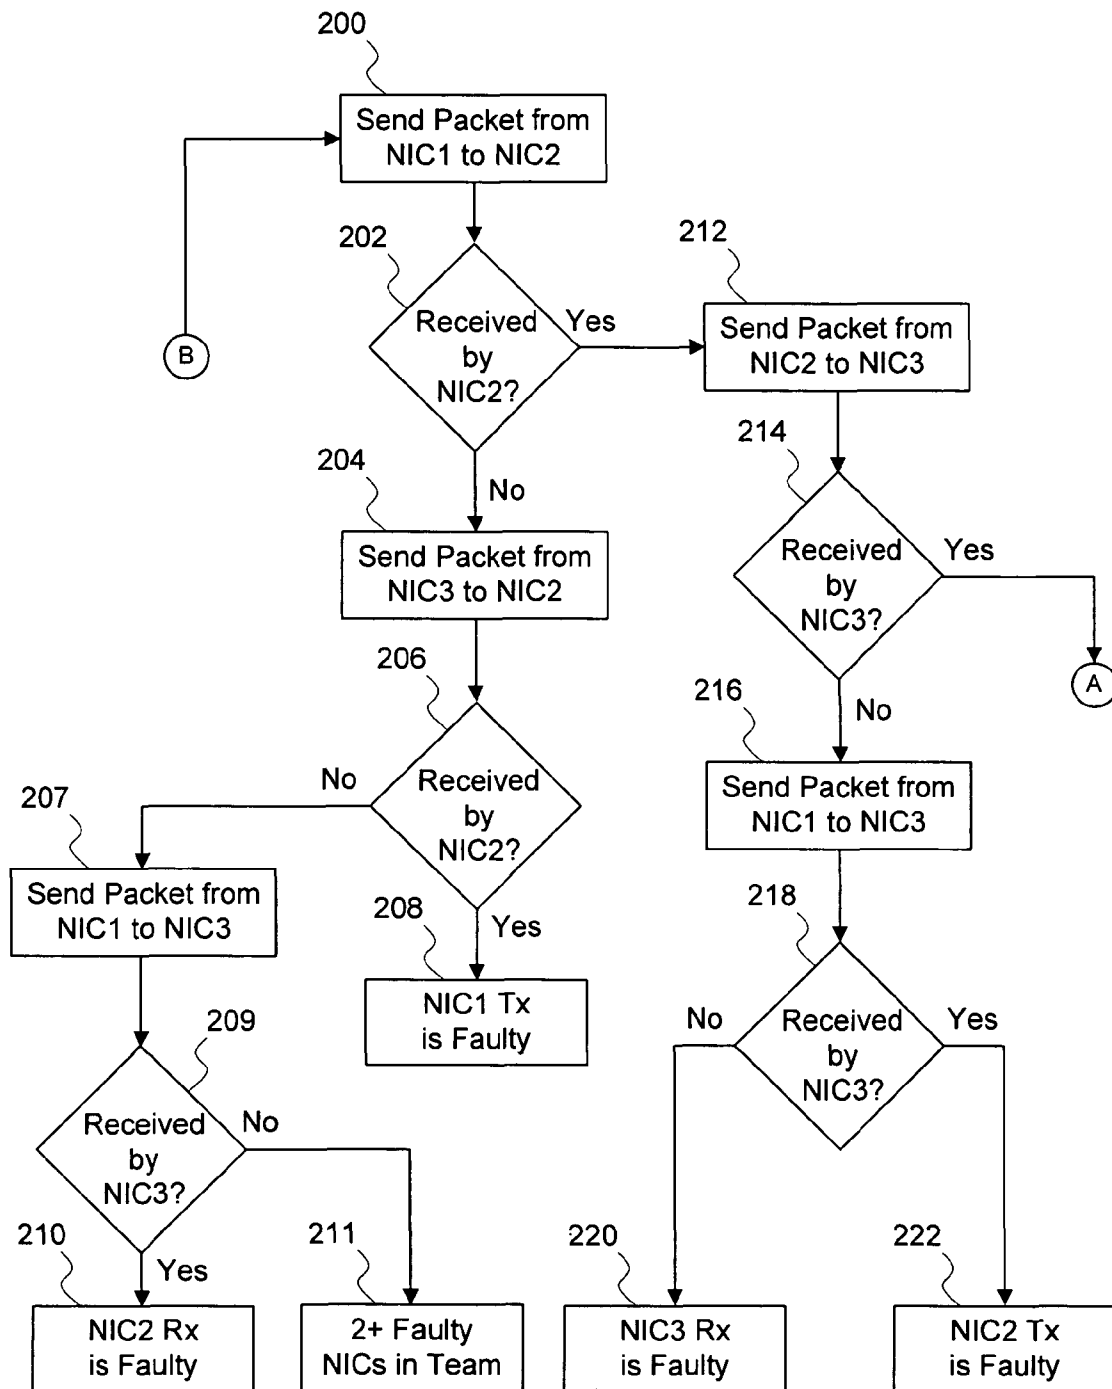 200
Send Packet from
NIC1 to NIC2
202
Received
by
NIC2?
Yes
212
Send Packet from
NIC2 to NIC3
B
204
No
Send Packet from
NIC3 to NIC2
214
Received
by
NIC3?
Yes
A
206
Received
by
NIC2?
No
216
No
Send Packet from
NIC1 to NIC3
207
Send Packet from
NIC1 to NIC3
208
Yes
NIC1 Tx
is Faulty
218
Received
by
NIC3?
No
Yes
209
Received
by
NIC3?
No
210
Yes
NIC2 Rx
is Faulty
211
2+ Faulty
NICs in Team
220
NIC3 Rx
is Faulty
222
NIC2 Tx
is Faulty